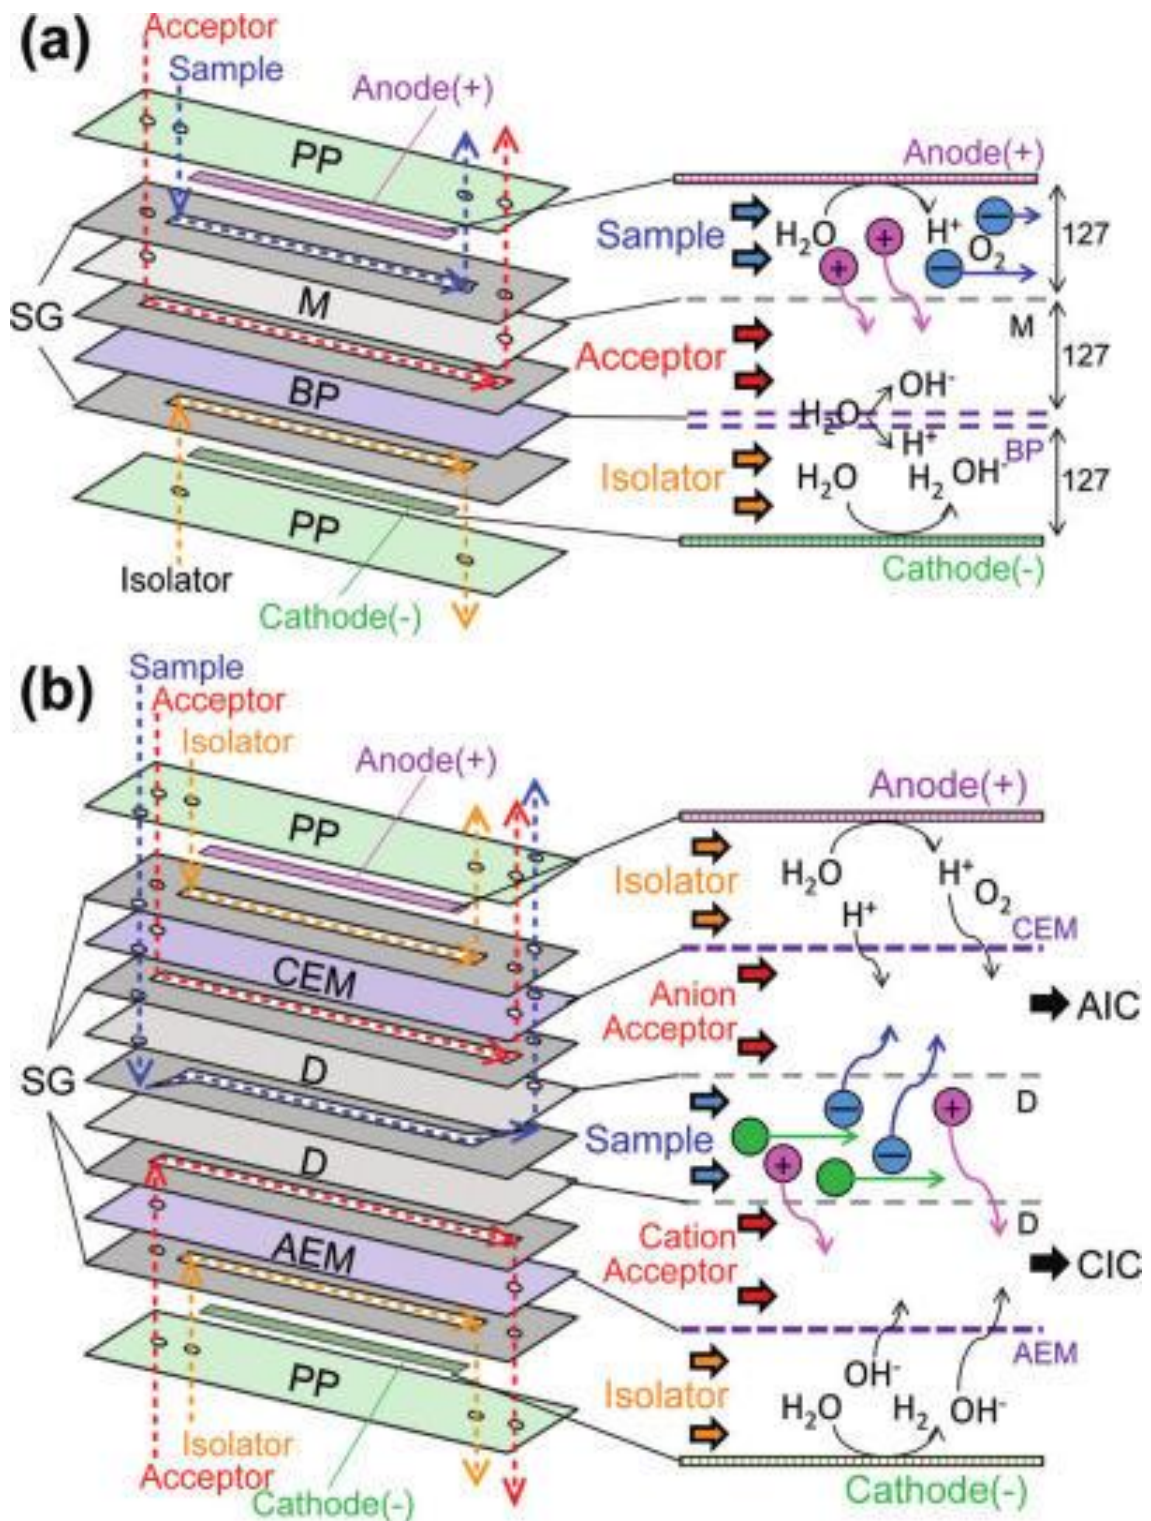 (a)
Acceptor
Sample
Anode(+)
PP
SG
M
BP
PP
Isolator
Cathode(-)
Anode(+)
Sample
H₂O
+
+
H⁺
O₂
−
−
127
Acceptor
M
127
H₂O
OH⁻
H⁺
BP
Isolator
H₂O
H₂
OH⁻
127
Cathode(-)
(b)
Sample
Acceptor
Isolator
Anode(+)
PP
CEM
D
SG
D
AEM
PP
Isolator
Acceptor
Cathode(-)
Anode(+)
Isolator
H₂O
H⁺
H⁺
O₂
CEM
Anion
Acceptor
AIC
D
Sample
−
+
−
+
D
Cation
Acceptor
CIC
AEM
Isolator
OH⁻
H₂O
H₂
OH⁻
Cathode(-)